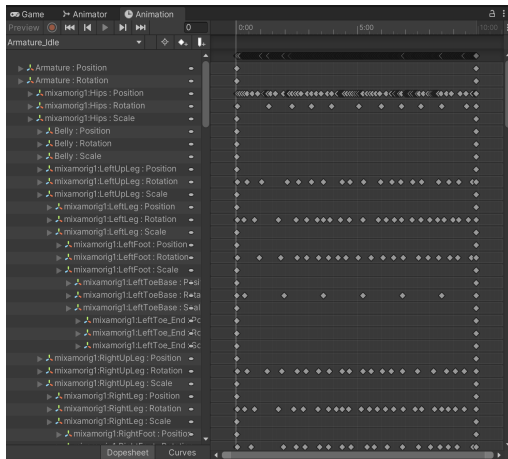 Game Animator Animation
Preview 0 0:00 5:00 10:00
Armature_Idle
Armature : Position
Armature : Rotation
mixamorig1:Hips : Position
mixamorig1:Hips : Rotation
mixamorig1:Hips : Scale
Belly : Position
Belly : Rotation
Belly : Scale
mixamorig1:LeftUpLeg : Position
mixamorig1:LeftUpLeg : Rotation
mixamorig1:LeftUpLeg : Scale
mixamorig1:LeftLeg : Position
mixamorig1:LeftLeg : Rotation
mixamorig1:LeftLeg : Scale
mixamorig1:LeftFoot : Position
mixamorig1:LeftFoot : Rotation
mixamorig1:LeftFoot : Scale
mixamorig1:LeftToeBase :
mixamorig1:LeftToeBase :
mixamorig1:LeftToeBase :
mixamorig1:LeftToe_End
mixamorig1:LeftToe_End
mixamorig1:LeftToe_End
mixamorig1:RightUpLeg : Position
mixamorig1:RightUpLeg : Rotation
mixamorig1:RightUpLeg : Scale
mixamorig1:RightLeg : Position
mixamorig1:RightLeg : Rotation
mixamorig1:RightLeg : Scale
mixamorig1:RightFoot :
Dopesheet Curves